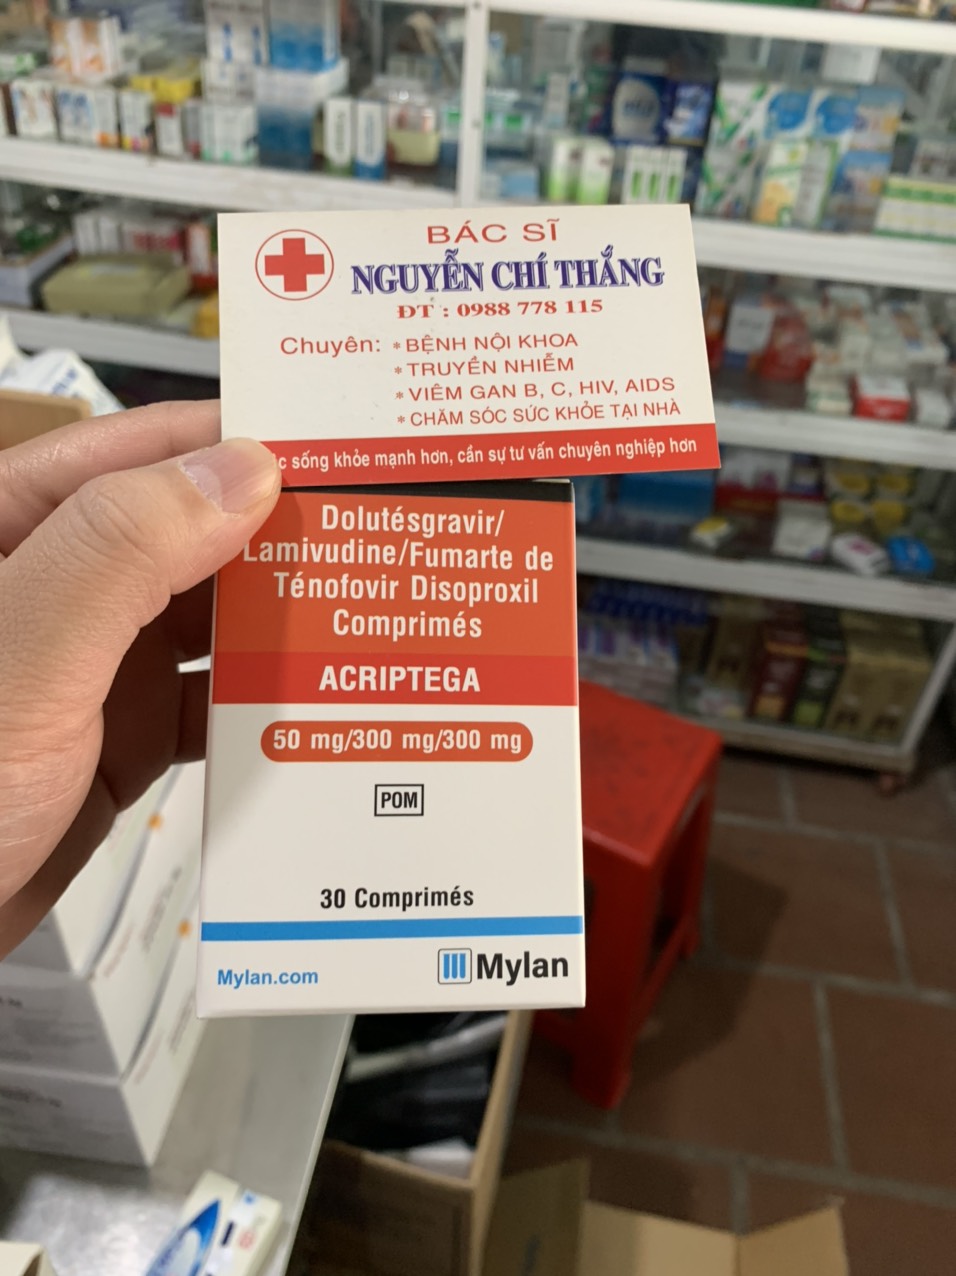 BÁC SĨ
NGUYỄN CHÍ THẮNG
ĐT : 0988 778 115
Chuyên: * BỆNH NỘI KHOA
* TRUYỀN NHIỄM
* VIÊM GAN B, C, HIV, AIDS
* CHĂM SÓC SỨC KHỎE TẠI NHÀ
sống khỏe mạnh hơn, cần sự tư vấn chuyên nghiệp hơn
Dolutésgravir/
Lamivudine/Fumarte de
Ténofovir Disoproxil
Comprimés
ACRIPTEGA
50 mg/300 mg/300 mg
POM
30 Comprimés
Mylan.com
Mylan